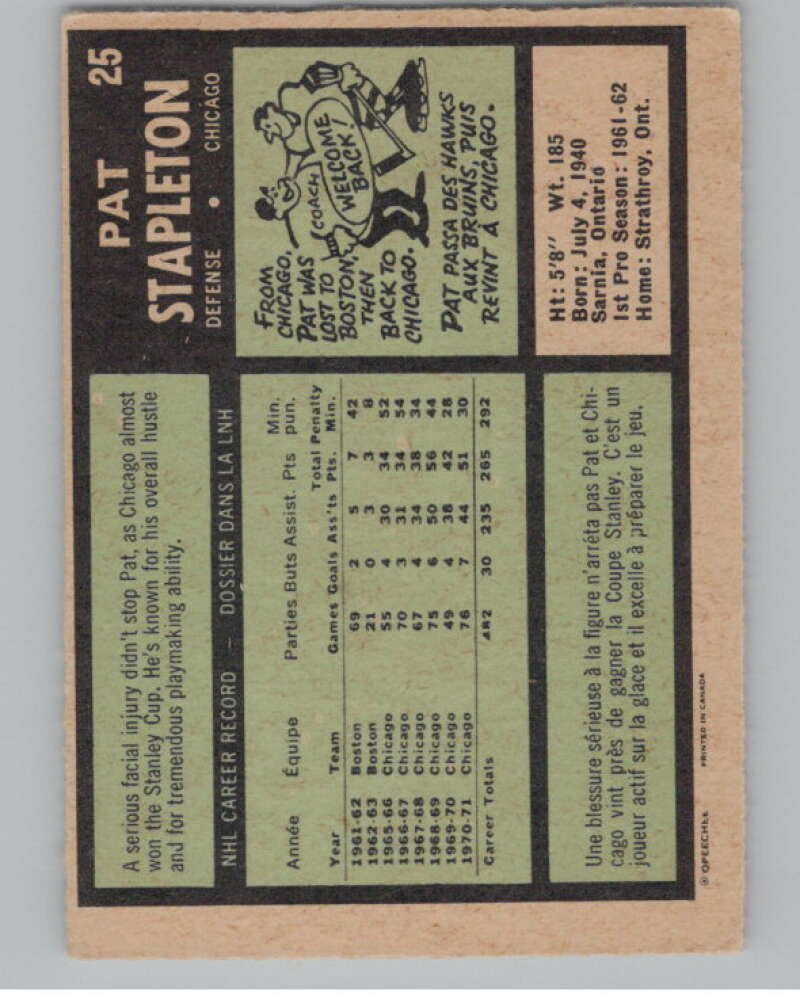 PAT 25
STAPLETON
DEFENSE • CHICAGO
A serious facial injury didn't stop Pat, as Chicago almost
won the Stanley Cup. He's known for his overall hustle
and for tremendous playmaking ability.
NHL CAREER RECORD — DOSSIER DANS LA LNH
Année Équipe Parties Buts Assist. Pts Min. pun.
Year Team Games Goals Ass'ts Total Pts. Penalty Min.
1961-62 Boston 69 2 5 7 42
1962-63 Boston 21 0 3 3 8
1965-66 Chicago 55 4 30 34 52
1966-67 Chicago 70 3 31 34 54
1967-68 Chicago 67 4 34 38 34
1968-69 Chicago 75 6 50 56 44
1969-70 Chicago 49 4 38 42 28
1970-71 Chicago 76 7 44 51 30
Career Totals 482 30 235 265 292
FROM
CHICAGO,
PAT WAS
LOST TO
BOSTON,
THEN
BACK TO
CHICAGO.
COACH
WELCOME
BACK!
PAT PASSA DES HAWKS
AUX BRUINS, PUIS
REVINT À CHICAGO.
Une blessure sérieuse à la figure n'arréta pas Pat et Chi-
cago vint près de gagner la Coupe Stanley. C'est un
joueur actif sur la glace et il excelle à préparer le jeu.
Ht: 5'8" Wt. 185
Born: July 4, 1940
Sarnia, Ontario
1st Pro Season: 1961-62
Home: Strathroy, Ont.
© OPEECHEE PRINTED IN CANADA